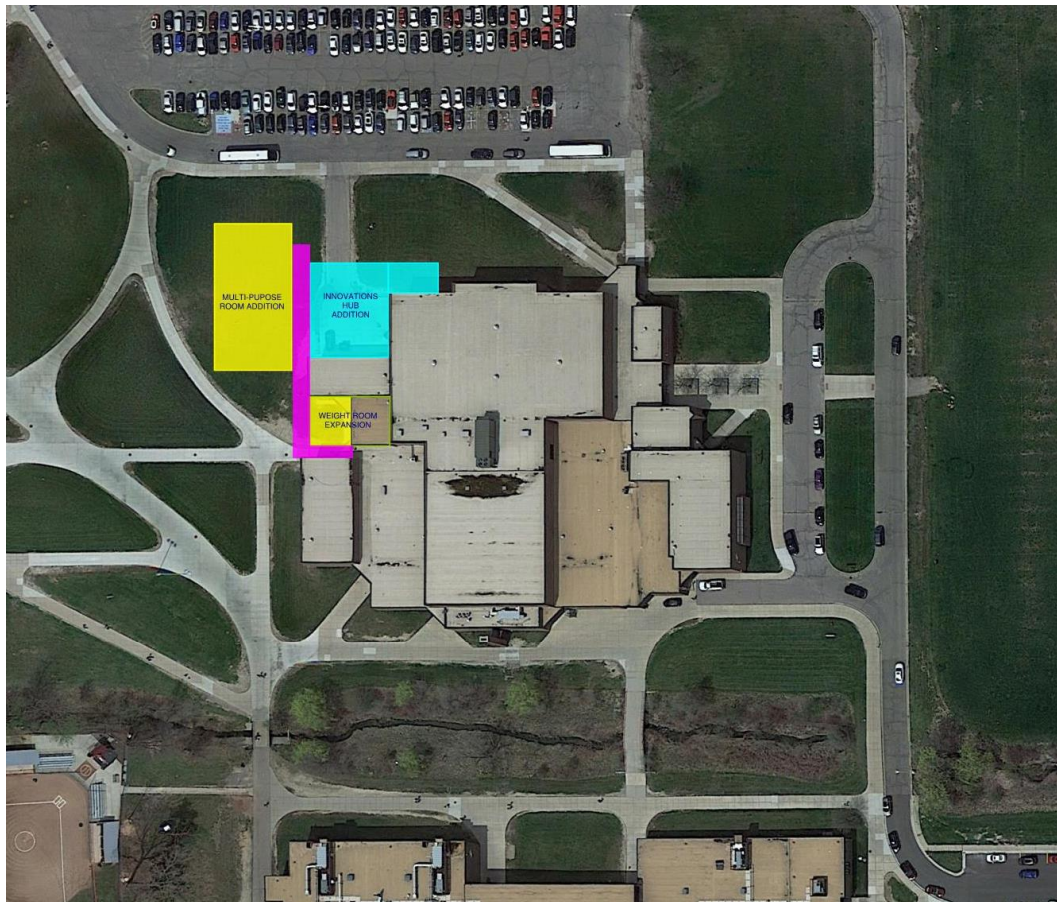 MULTI-PUPOSE
ROOM ADDITION
INNOVATIONS
HUB
ADDITION
WEIGHT ROOM
EXPANSION